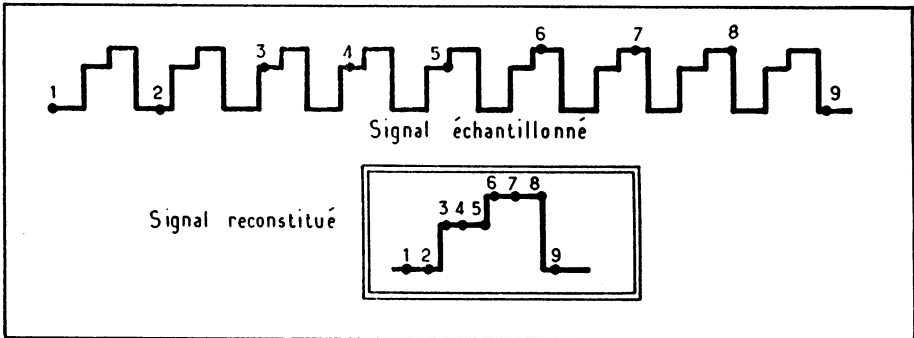 1 2 3 4 5 6 7 8 9
Signal échantillonné
Signal reconstitué
1 2 3 4 5 6 7 8 9